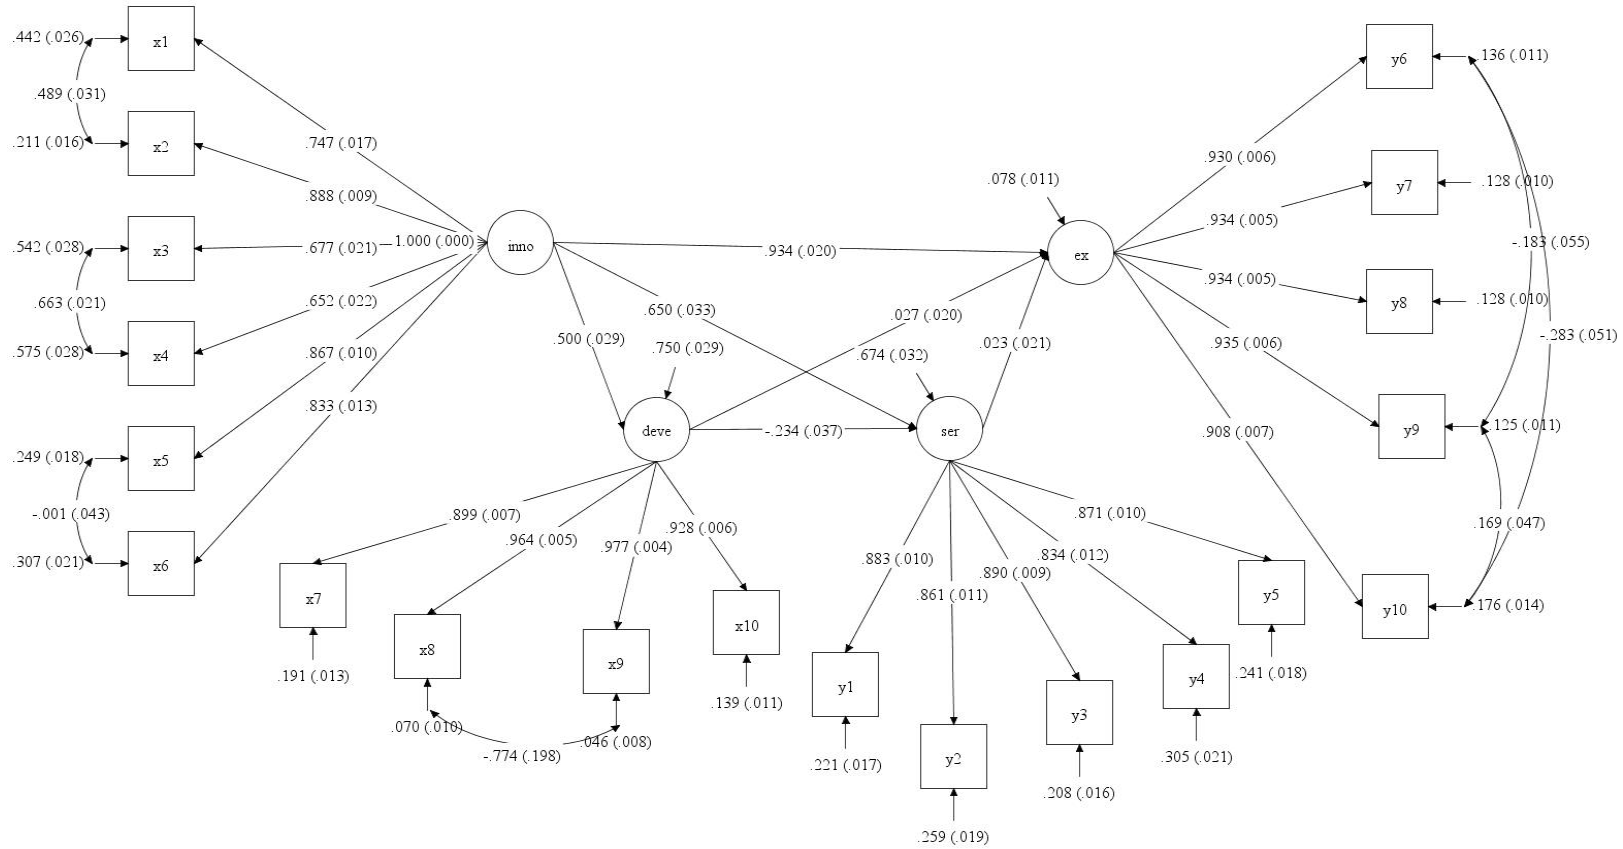 .442 (.026)
x1
.489 (.031)
.211 (.016)
x2
.542 (.028)
x3
.663 (.021)
.575 (.028)
x4
.249 (.018)
x5
-.001 (.043)
.307 (.021)
x6
.747 (.017)
.888 (.009)
.677 (.021)
1.000 (.000)
.652 (.022)
.867 (.010)
.833 (.013)
inno
.934 (.020)
.650 (.033)
.500 (.029)
.750 (.029)
.027 (.020)
.674 (.032)
.023 (.021)
.078 (.011)
ex
deve
-.234 (.037)
ser
.930 (.006)
.934 (.005)
.934 (.005)
.935 (.006)
.908 (.007)
y6
.136 (.011)
y7
.128 (.010)
-.183 (.055)
y8
.128 (.010)
-.283 (.051)
y9
.125 (.011)
.169 (.047)
y10
.176 (.014)
.899 (.007)
.964 (.005)
.977 (.004)
.928 (.006)
x7
.191 (.013)
x8
.070 (.010)
-.774 (.198)
x9
.046 (.008)
x10
.139 (.011)
.883 (.010)
.861 (.011)
.890 (.009)
.834 (.012)
.871 (.010)
y1
.221 (.017)
y2
.259 (.019)
y3
.208 (.016)
y4
.305 (.021)
y5
.241 (.018)